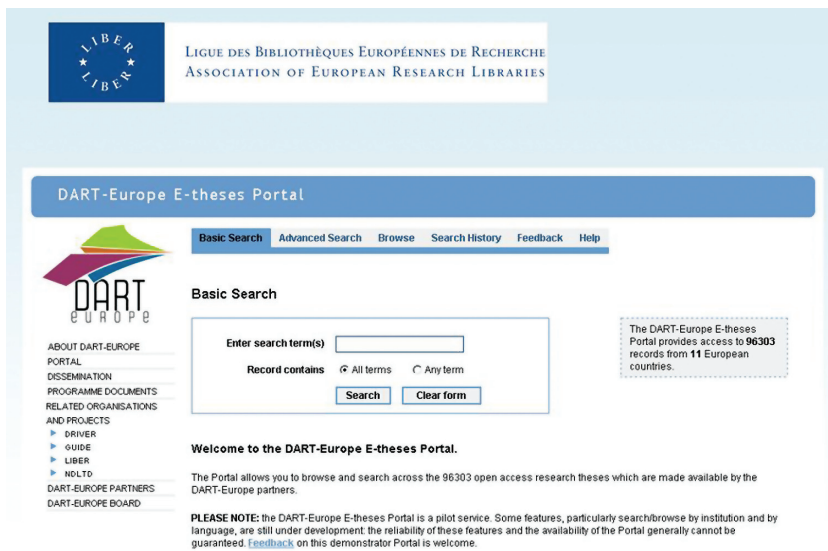 LIBER
LIBER
LIGUE DES BIBLIOTHÈQUES EUROPÉENNES DE RECHERCHE
ASSOCIATION OF EUROPEAN RESEARCH LIBRARIES
DART-Europe E-theses Portal
Basic Search Advanced Search Browse Search History Feedback Help
DART
EUROPE
ABOUT DART-EUROPE
PORTAL
DISSEMINATION
PROGRAMME DOCUMENTS
RELATED ORGANISATIONS
AND PROJECTS
DRIVER
GUIDE
LIBER
NDLTD
DART-EUROPE PARTNERS
DART-EUROPE BOARD
Basic Search
Enter search term(s)
Record contains All terms Any term
Search Clear form
The DART-Europe E-theses
Portal provides access to 96303
records from 11 European
countries.
Welcome to the DART-Europe E-theses Portal.
The Portal allows you to browse and search across the 96303 open access research theses which are made available by the
DART-Europe partners.
PLEASE NOTE: the DART-Europe E-theses Portal is a pilot service. Some features, particularly search/browse by institution and by
language, are still under development: the reliability of these features and the availability of the Portal generally cannot be
guaranteed. Feedback on this demonstrator Portal is welcome.